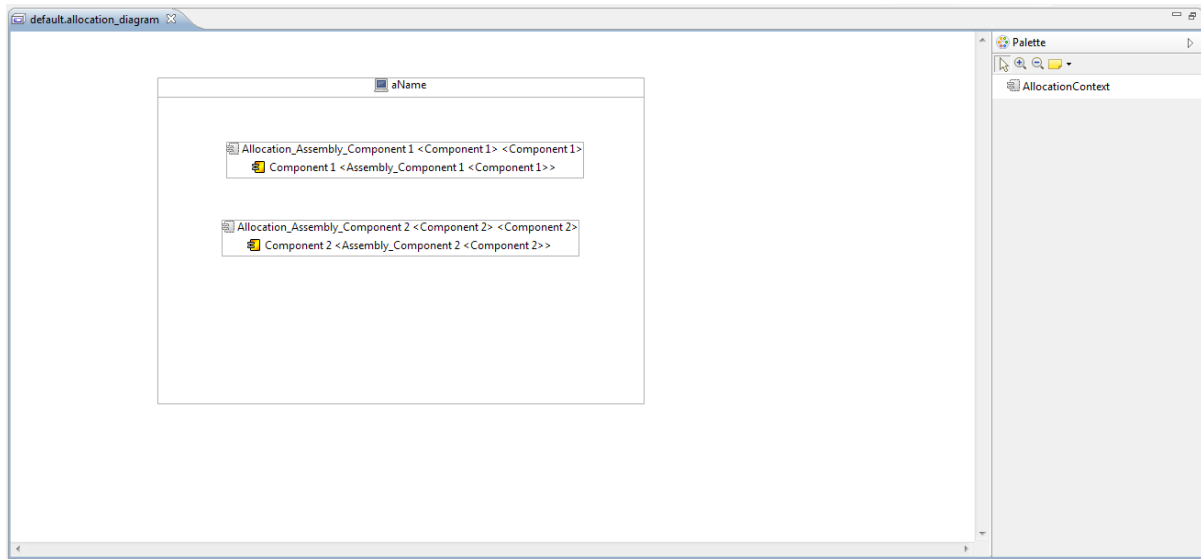 default.allocation_diagram
Palette
AllocationContext
aName
Allocation_Assembly_Component 1 <Component 1> <Component 1>
Component 1 <Assembly_Component 1 <Component 1>>
Allocation_Assembly_Component 2 <Component 2> <Component 2>
Component 2 <Assembly_Component 2 <Component 2>>